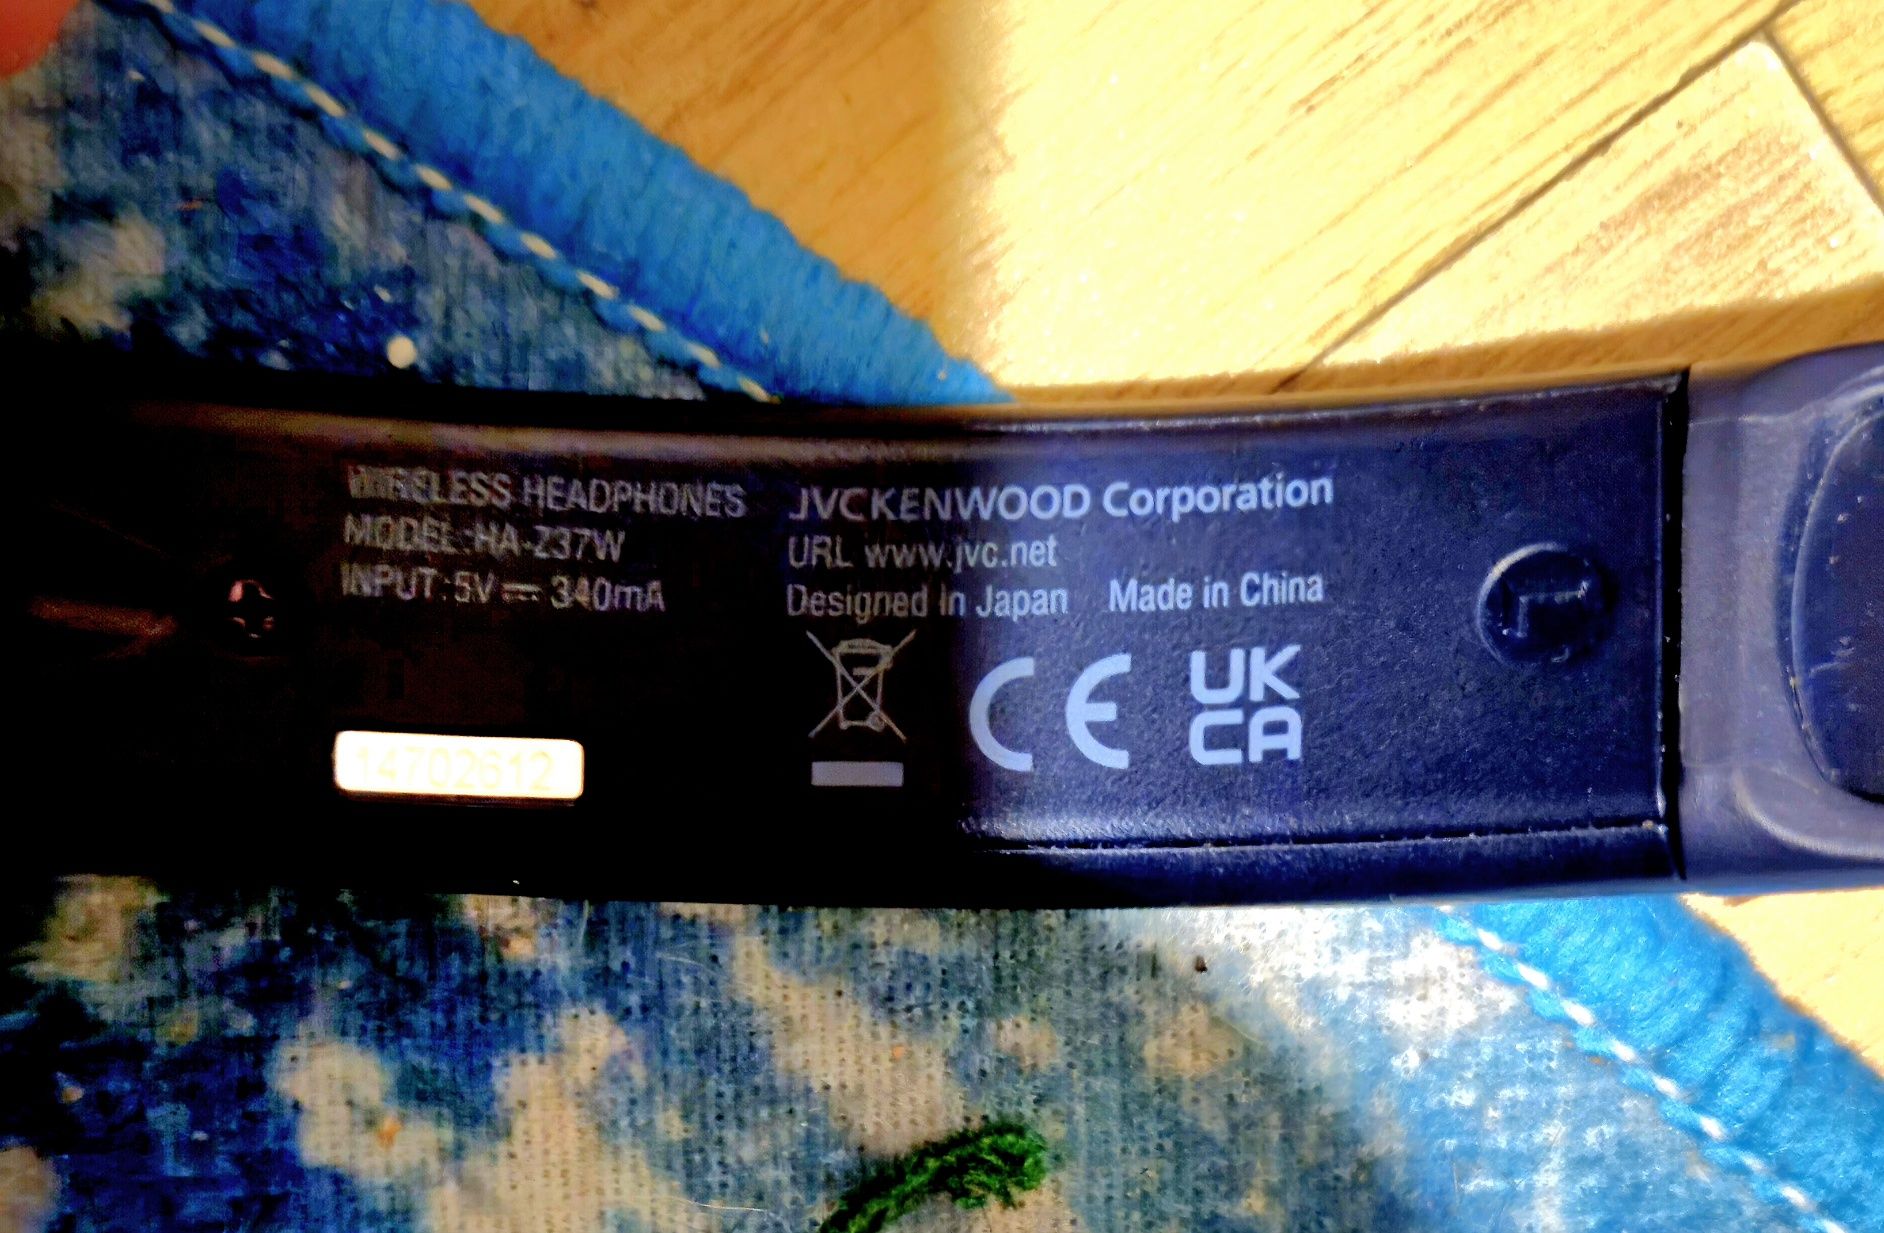 WIRELESS HEADPHONES
MODEL:HA-Z37W
INPUT:5V ⎓ 340mA
14702612
JVCKENWOOD Corporation
URL www.jvc.net
Designed in Japan Made in China
CE
UK
CA
L